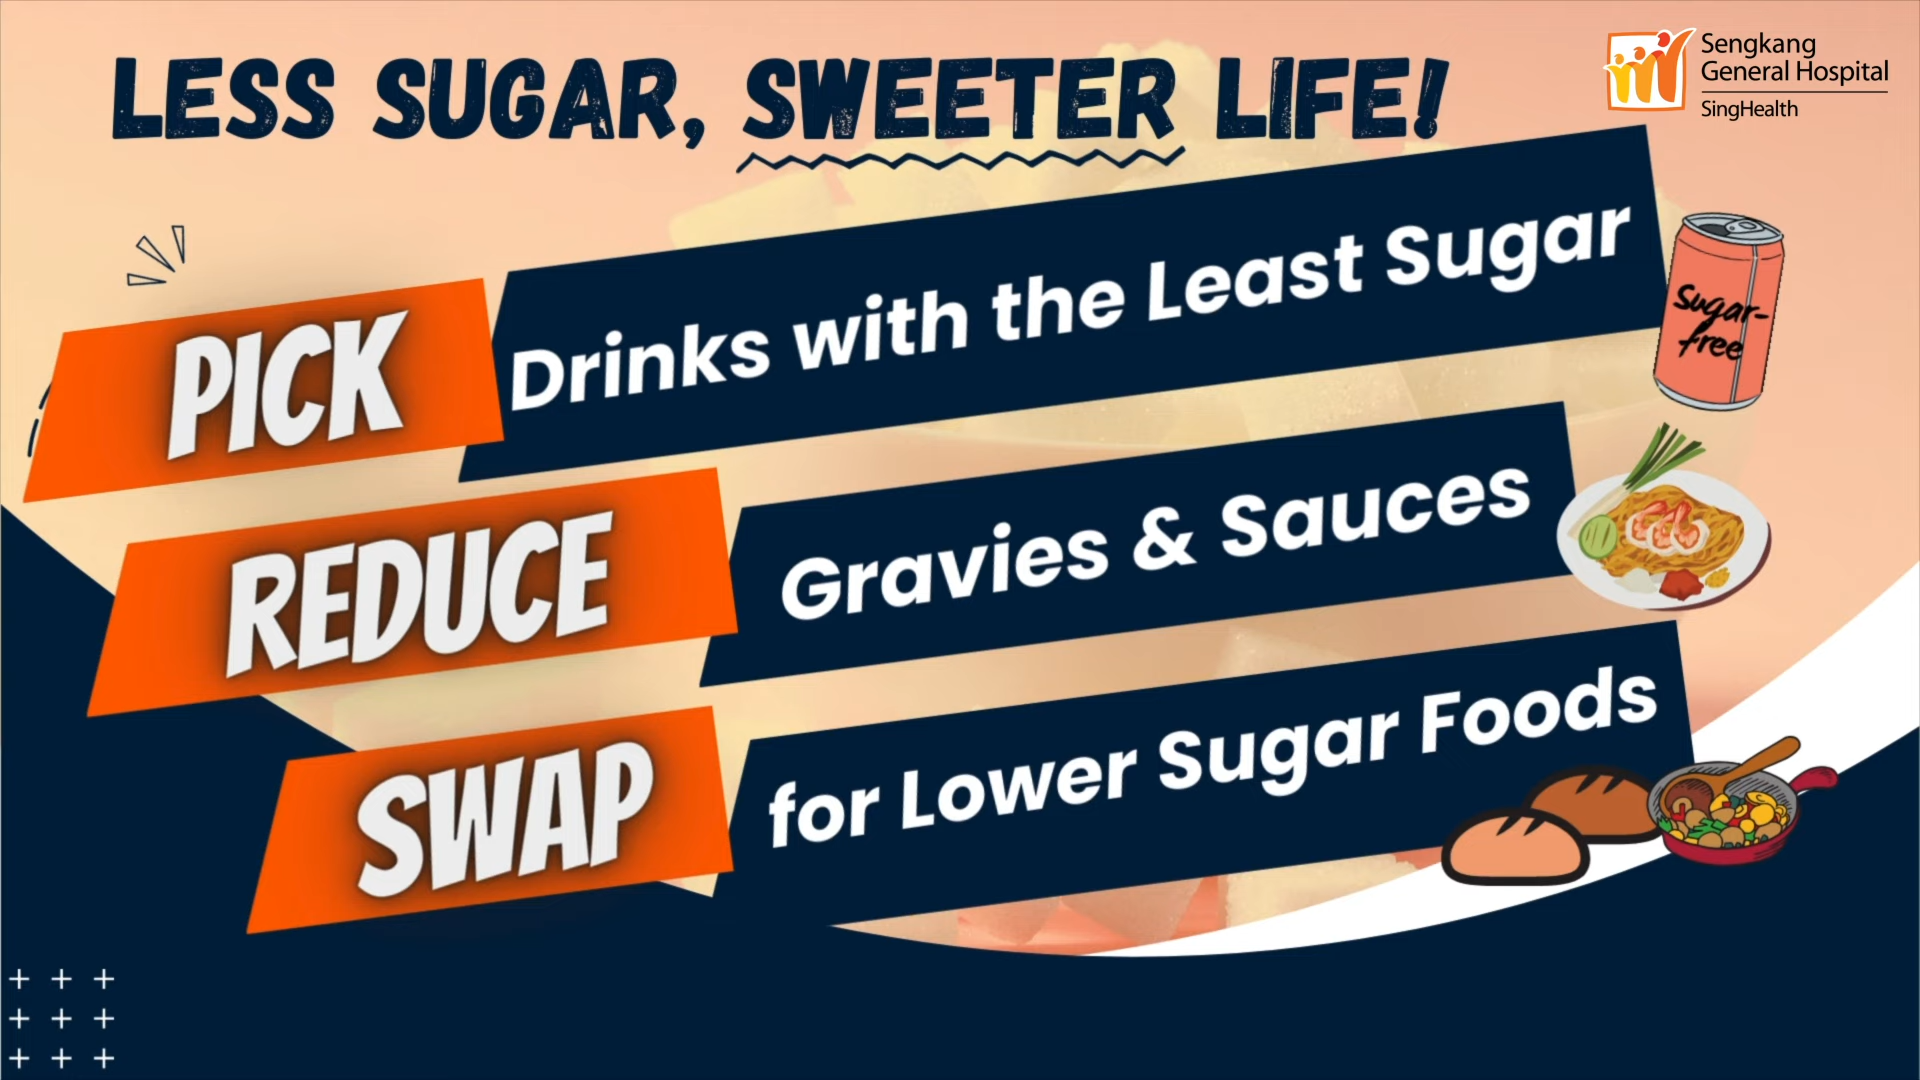 LESS SUGAR, SWEETER LIFE!
Sengkang
General Hospital
SingHealth
PICK Drinks with the Least Sugar
Sugar-
free
REDUCE Gravies & Sauces
SWAP for Lower Sugar Foods